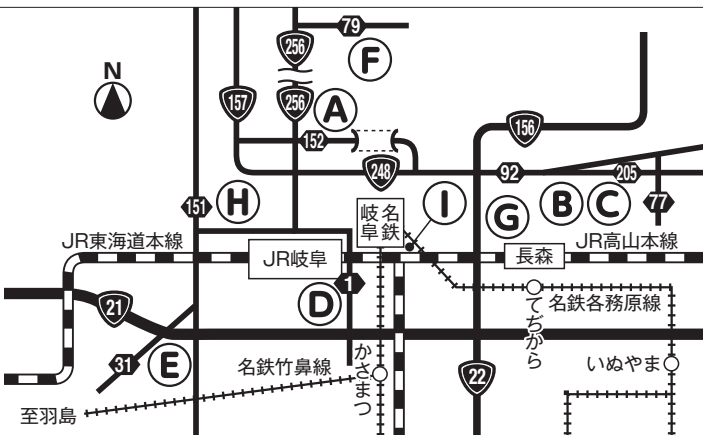 79
256
F
N
256
157
A
156
152
248
92
205
B
C
77
151
H
岐阜
名鉄
I
G
JR東海道本線
JR岐阜
長森
JR高山本線
1
D
てぢから
名鉄各務原線
21
31
E
名鉄竹鼻線
かさまつ
22
いぬやま
至羽島